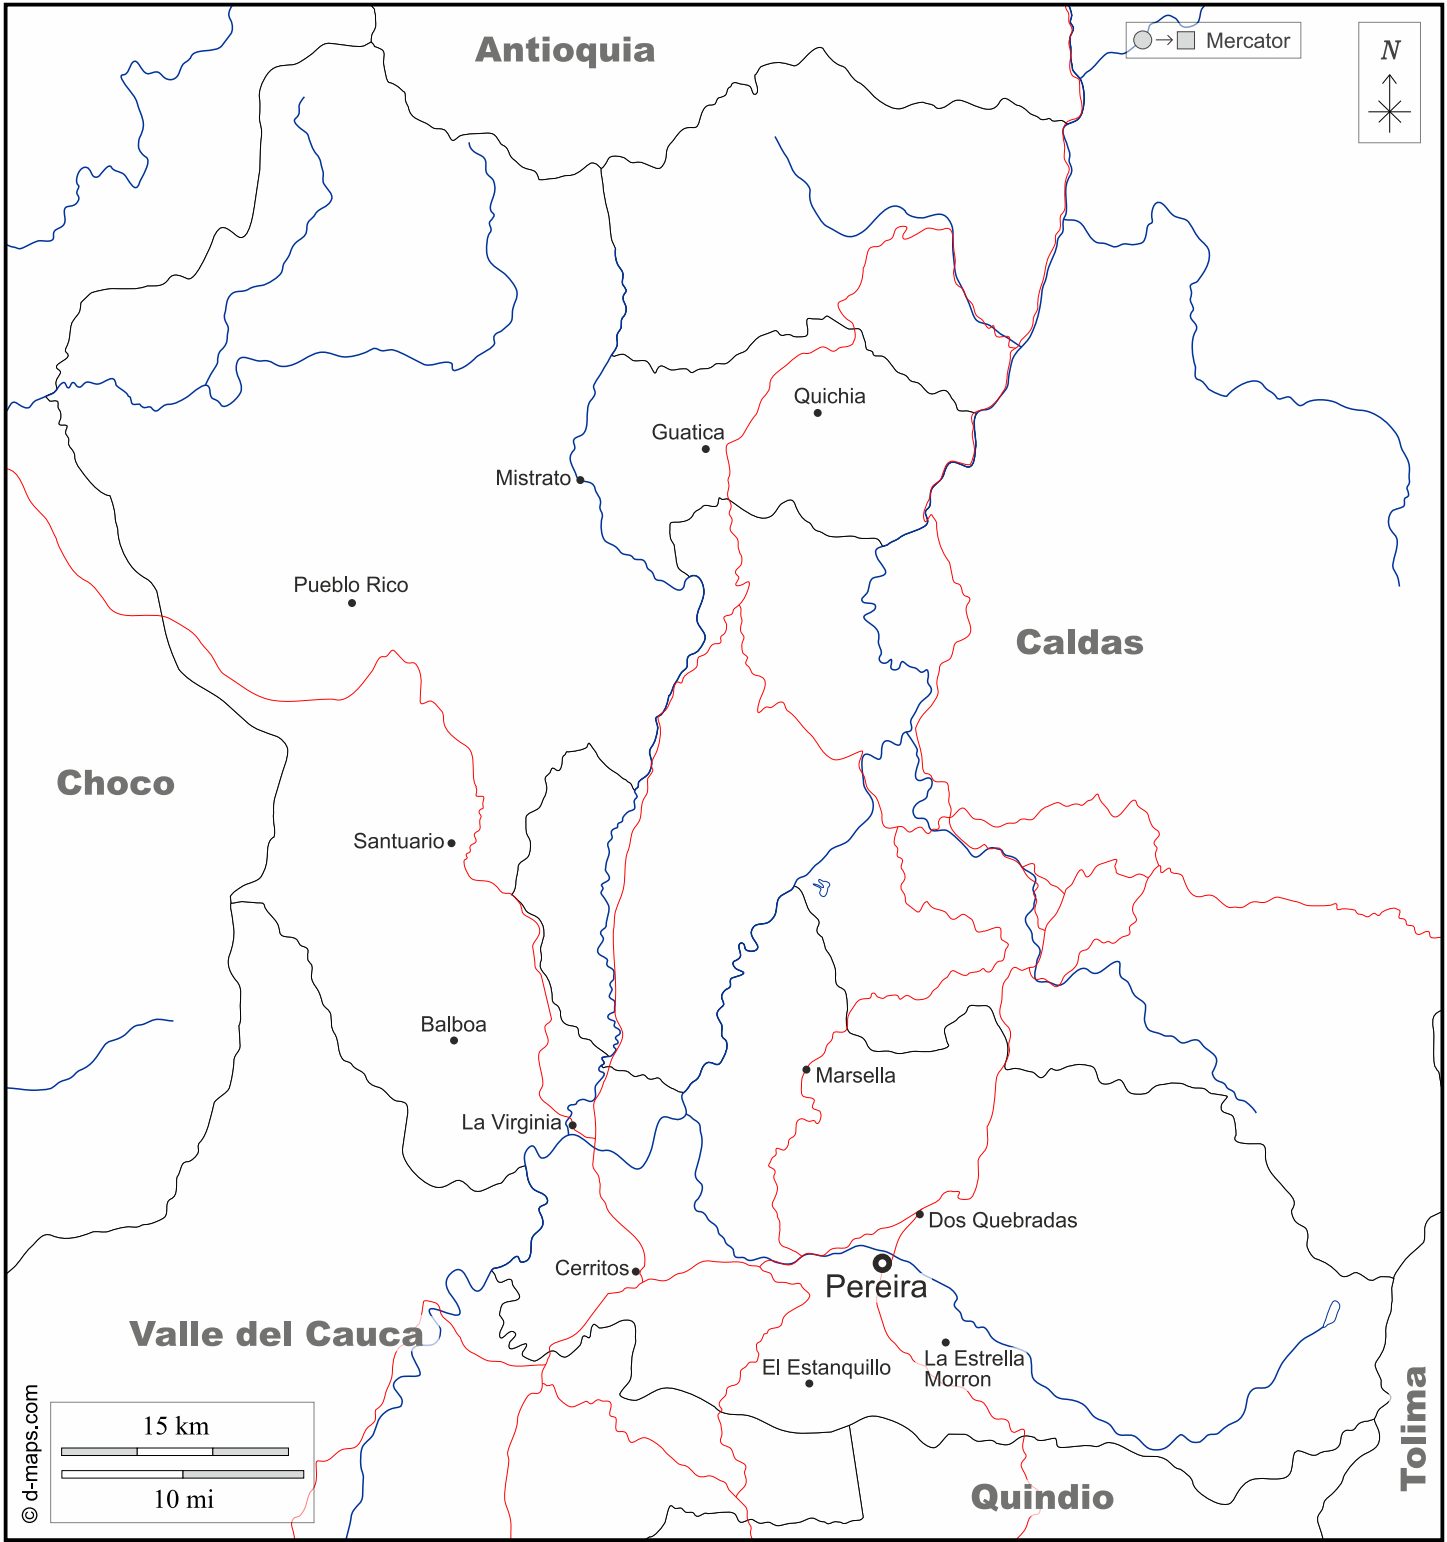 Antioquia
Mercator
N
Quichia
Guatica
Mistrato
Pueblo Rico
Caldas
Choco
Santuario
Balboa
Marsella
La Virginia
Dos Quebradas
Cerritos
Pereira
Valle del Cauca
La Estrella
Morron
El Estanquillo
Tolima
15 km
10 mi
© d-maps.com
Quindio